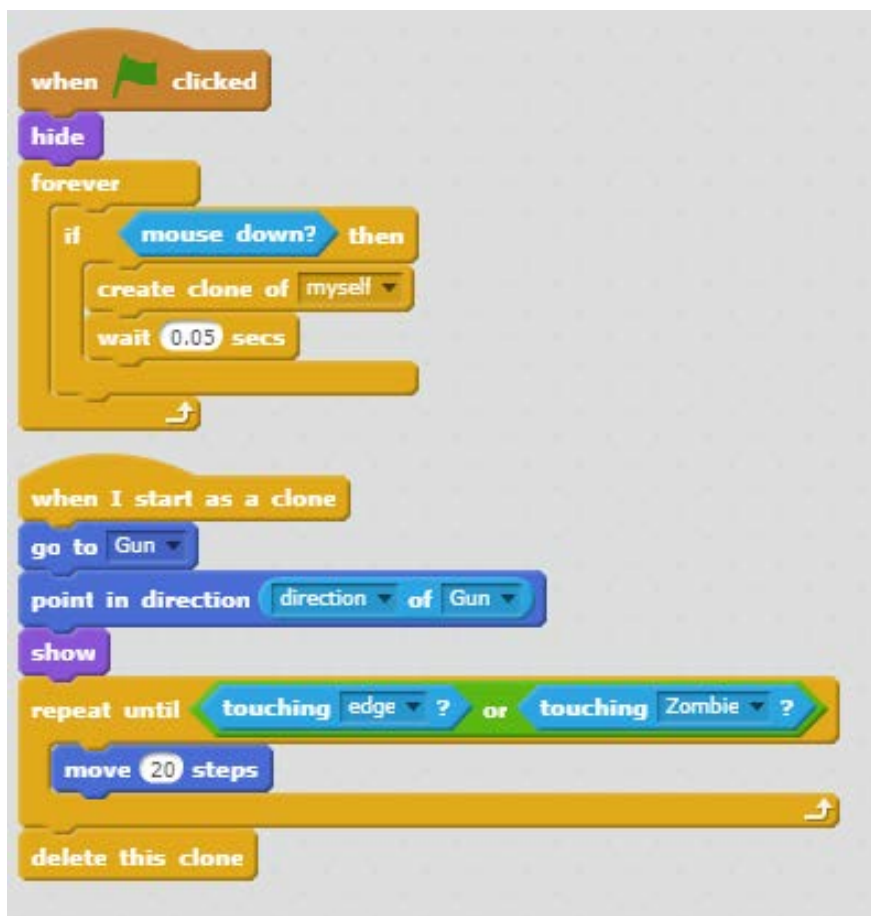 when clicked
hide
forever
if mouse down? then
create clone of myself
wait 0.05 secs
when I start as a clone
go to Gun
point in direction direction of Gun
show
repeat until touching edge ? or touching Zombie ?
move 20 steps
delete this clone